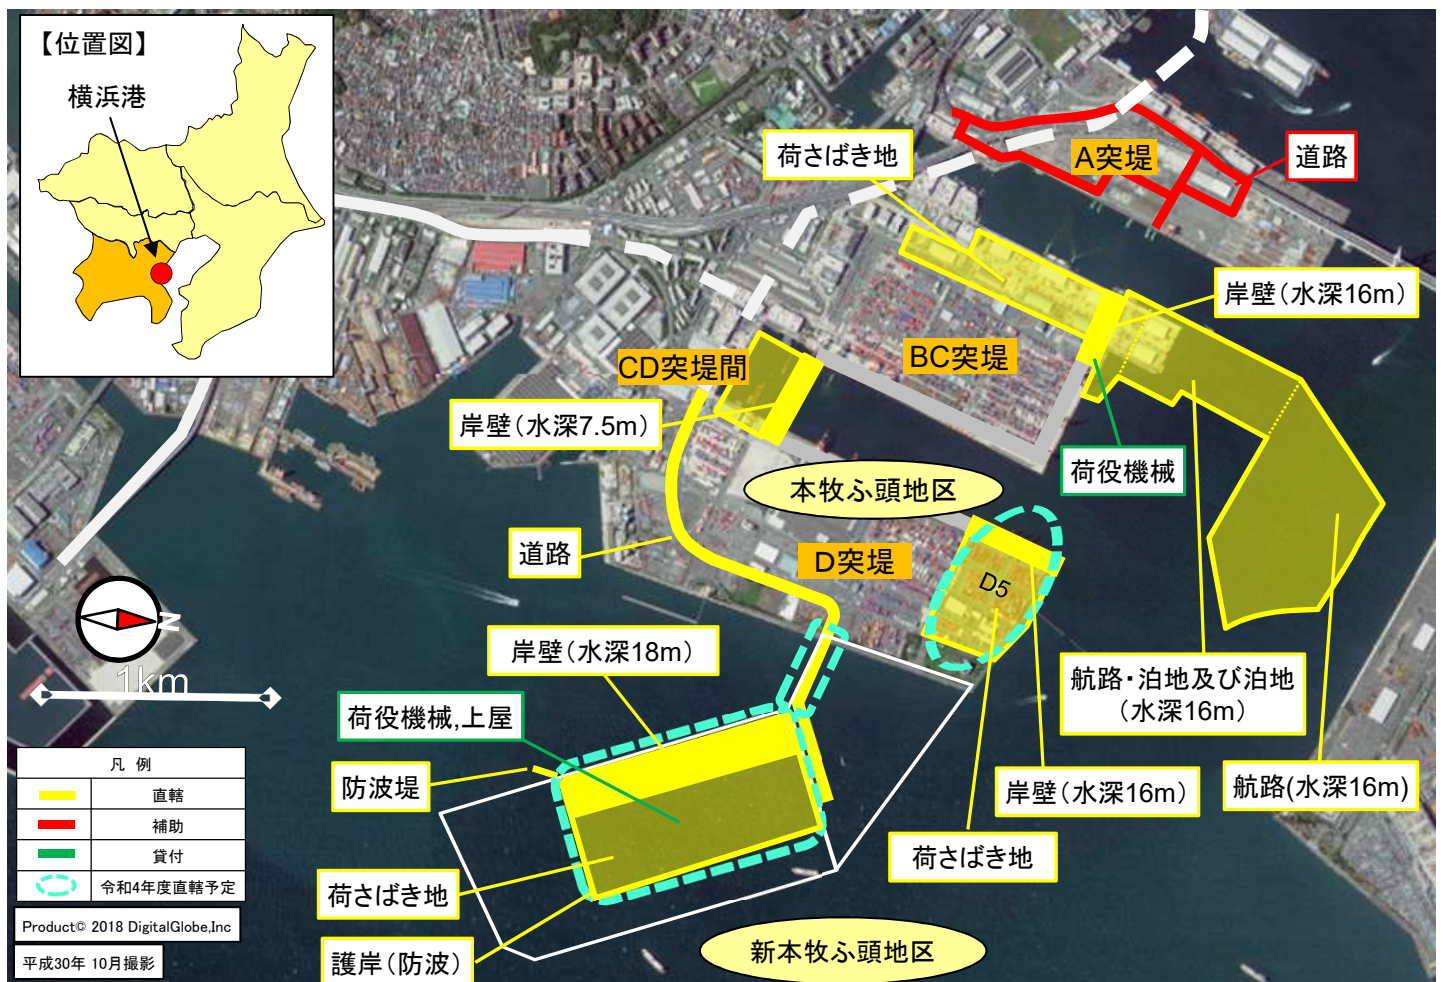 【位置図】
横浜港
荷さばき地
A突堤
道路
岸壁(水深16m)
CD突堤間
BC突堤
岸壁(水深7.5m)
荷役機械
本牧ふ頭地区
道路
D突堤
D5
N
1km
岸壁(水深18m)
航路・泊地及び泊地
(水深16m)
荷役機械,上屋
防波堤
岸壁(水深16m)
航路(水深16m)
荷さばき地
荷さばき地
護岸(防波)
新本牧ふ頭地区
凡 例
直轄
補助
貸付
令和4年度直轄予定
Product© 2018 DigitalGlobe,Inc
平成30年 10月撮影